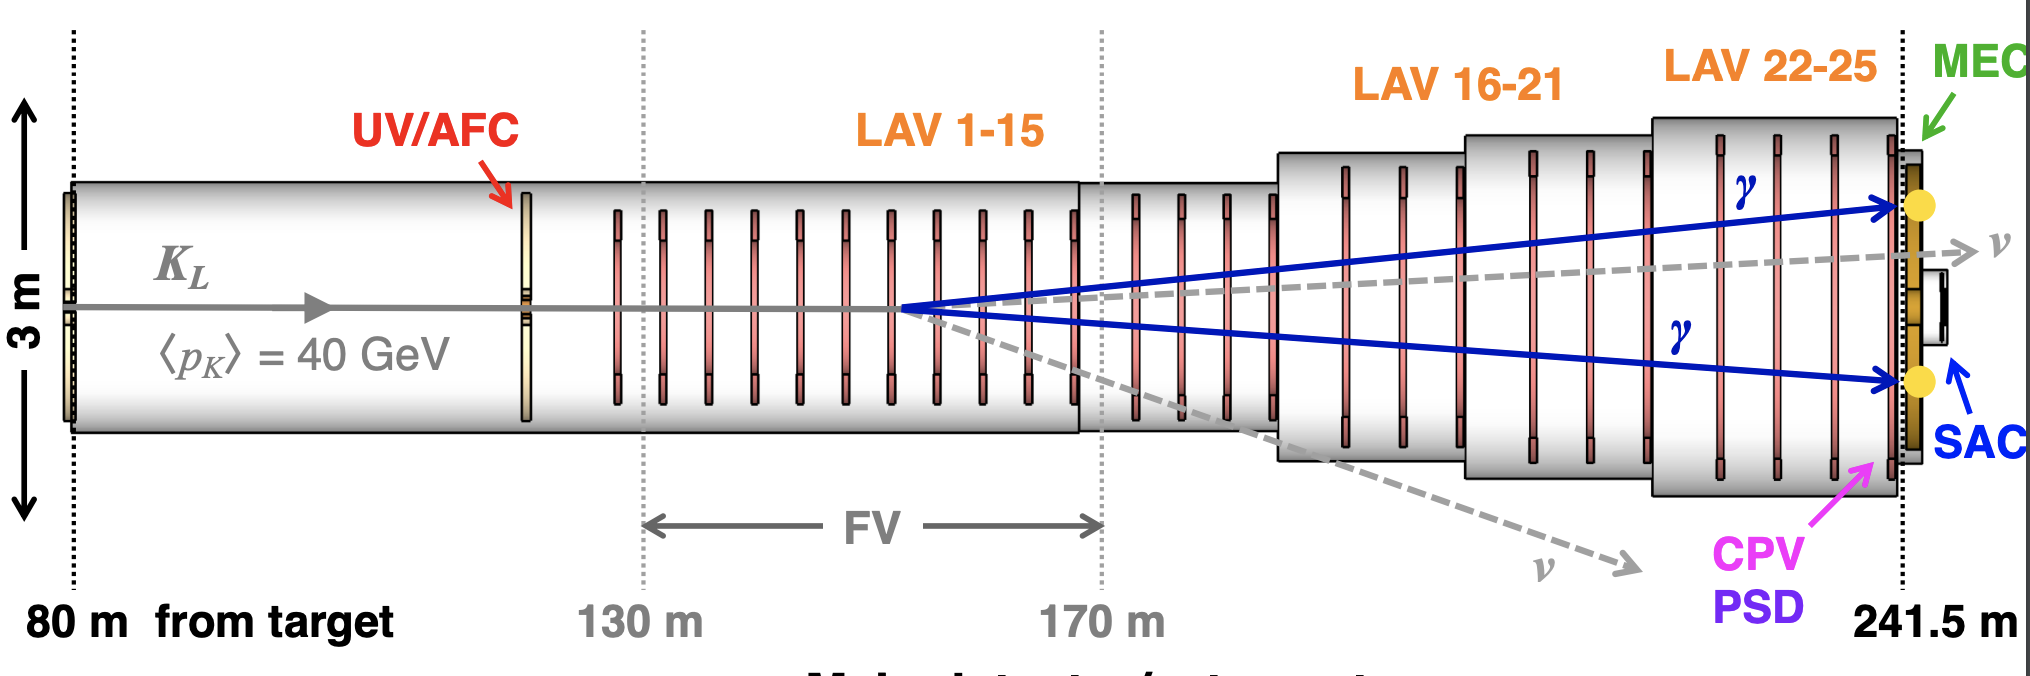 MEC
LAV 22-25
LAV 16-21
UV/AFC
LAV 1-15
γ
ν
K_L
3 m
⟨p_K⟩ = 40 GeV
γ
SAC
FV
ν
CPV
PSD
80 m from target
130 m
170 m
241.5 m